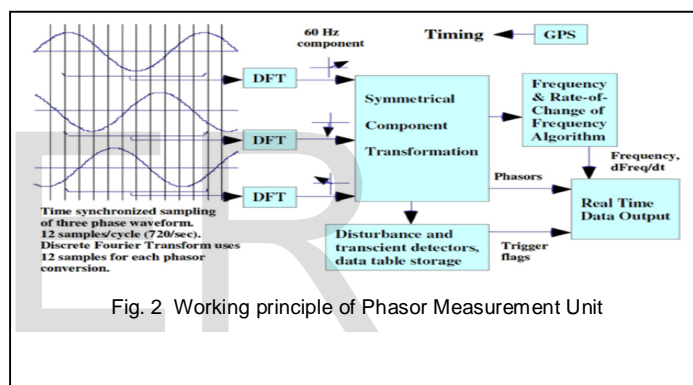 60 Hz
component
Timing
GPS
DFT
DFT
DFT
Symmetrical
Component
Transformation
Frequency
& Rate-of-
Change of
Frequency
Algorithm
Frequency,
dFreq/dt
Phasors
Real Time
Data Output
Time synchronized sampling
of three phase waveform.
12 samples/cycle (720/sec).
Discrete Fourier Transform uses
12 samples for each phasor
conversion.
Disturbance and
transient detectors,
data table storage
Trigger
flags
Fig. 2 Working principle of Phasor Measurement Unit
ER